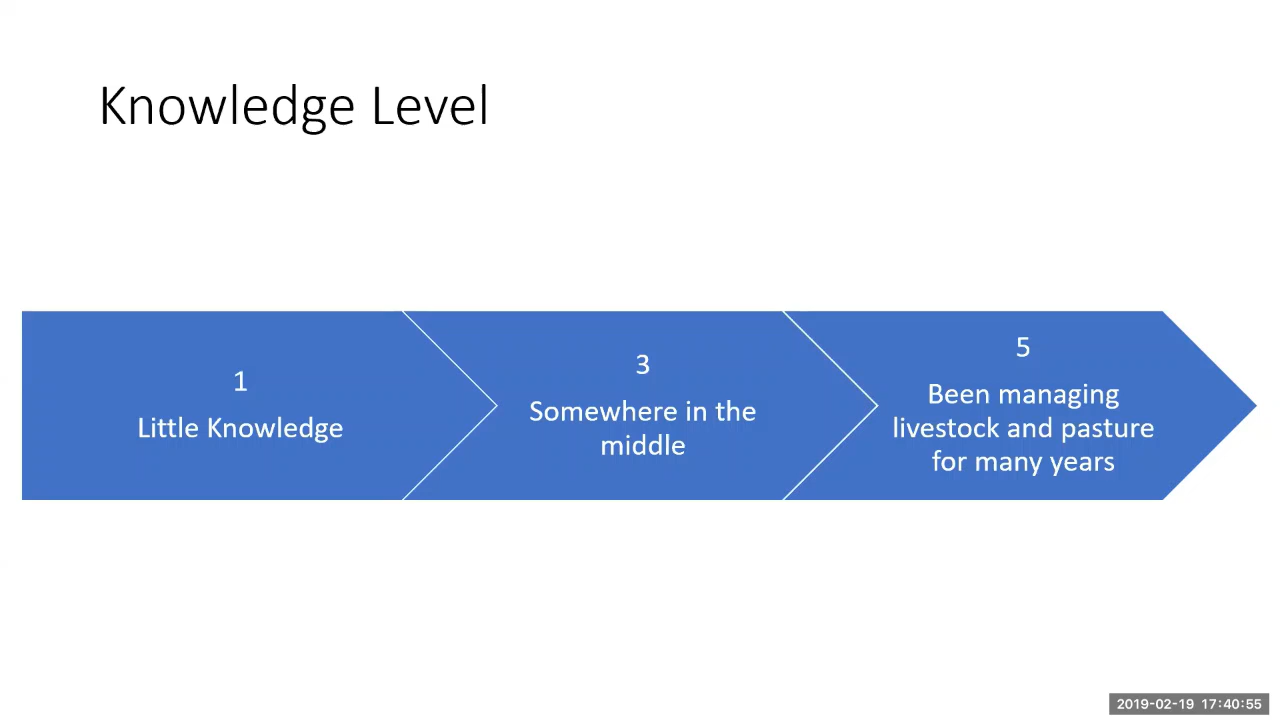 Knowledge Level
1
Little Knowledge
3
Somewhere in the
middle
5
Been managing
livestock and pasture
for many years
2019-02-19 17:40:55